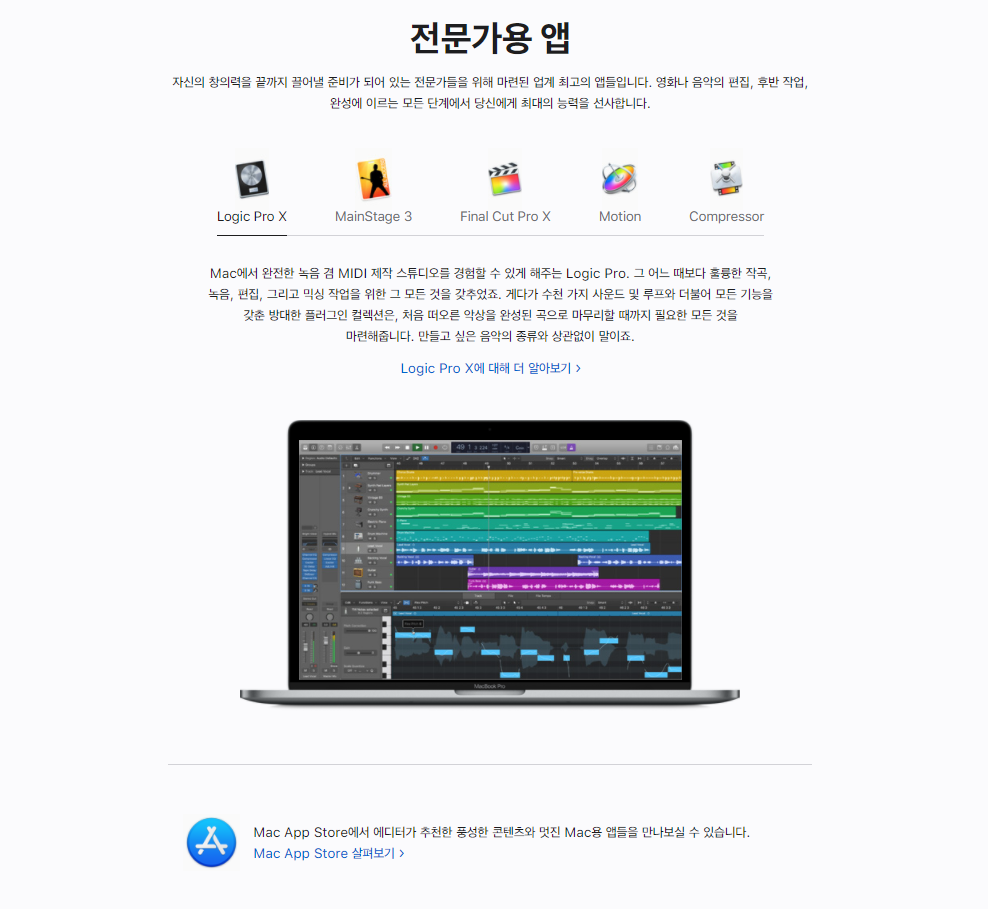 전문가용 앱
자신의 창의력을 끝까지 끌어낼 준비가 되어 있는 전문가들을 위해 마련된 업계 최고의 앱들입니다. 영화나 음악의 편집, 후반 작업,
완성에 이르는 모든 단계에서 당신에게 최대의 능력을 선사합니다.
Logic Pro X
MainStage 3
Final Cut Pro X
Motion
Compressor
Mac에서 완전한 녹음 겸 MIDI 제작 스튜디오를 경험할 수 있게 해주는 Logic Pro. 그 어느 때보다 훌륭한 작곡,
녹음, 편집, 그리고 믹싱 작업을 위한 그 모든 것을 갖추었죠. 게다가 수천 가지 사운드 및 루프와 더불어 모든 기능을
갖춘 방대한 플러그인 컬렉션은, 처음 떠오른 악상을 완성된 곡으로 마무리할 때까지 필요한 모든 것을
마련해줍니다. 만들고 싶은 음악의 종류와 상관없이 말이죠.
Logic Pro X에 대해 더 알아보기 >
MacBook Pro
Mac App Store에서 에디터가 추천한 풍성한 콘텐츠와 멋진 Mac용 앱들을 만나보실 수 있습니다.
Mac App Store 살펴보기 >